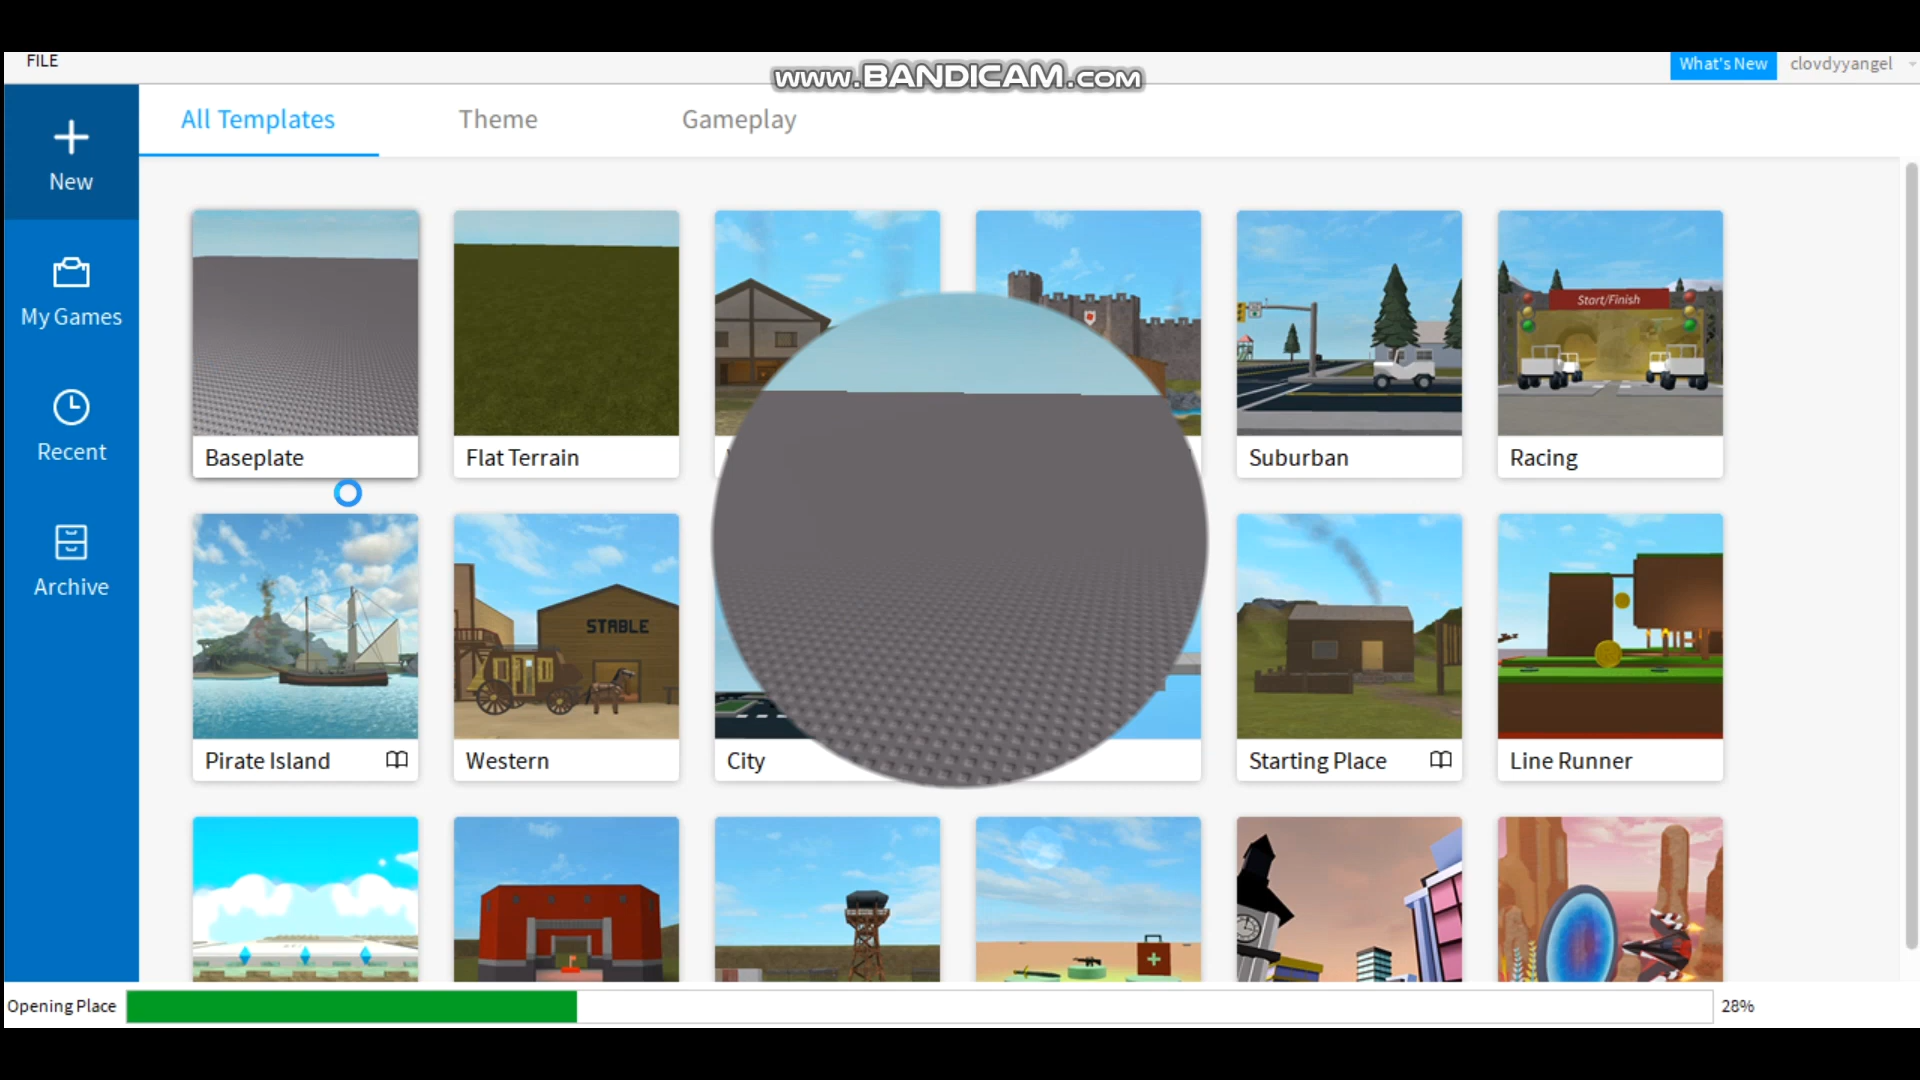 FILE
www.BANDICAM.com
What's New
clovdyyangel
All Templates
Theme
Gameplay
New
My Games
Recent
Archive
Start/Finish
Baseplate
Flat Terrain
Suburban
Racing
STABLE
Pirate Island
Western
City
Starting Place
Line Runner
Opening Place
28%